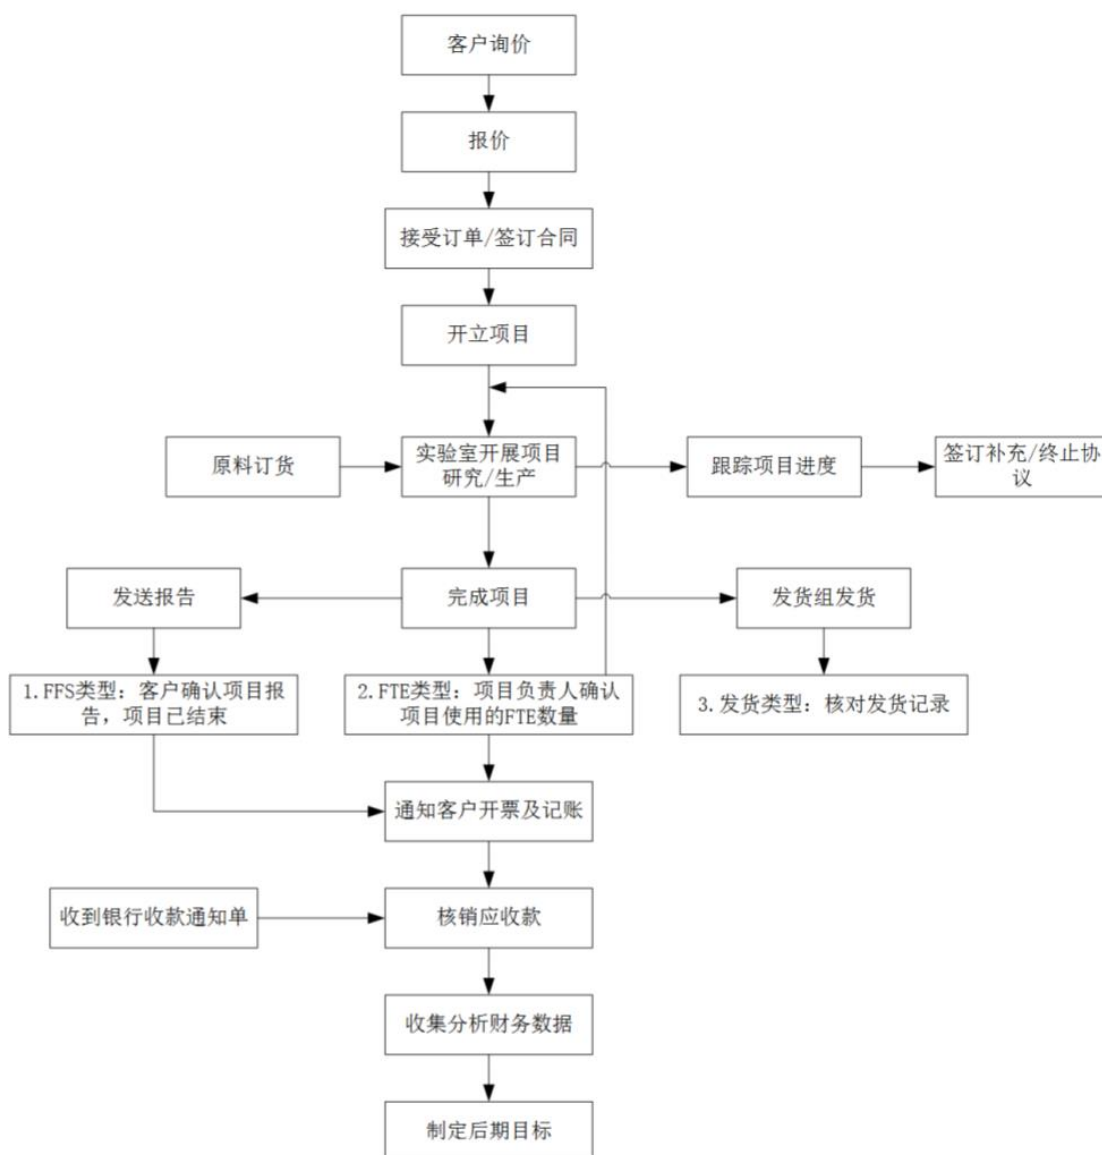 客户询价
报价
接受订单/签订合同
开立项目
原料订货
实验室开展项目
研究/生产
跟踪项目进度
签订补充/终止协
议
发送报告
完成项目
发货组发货
1.FFS类型：客户确认项目报
告，项目已结束
2.FTE类型：项目负责人确认
项目使用的FTE数量
3.发货类型：核对发货记录
通知客户开票及记账
收到银行收款通知单
核销应收款
收集分析财务数据
制定后期目标